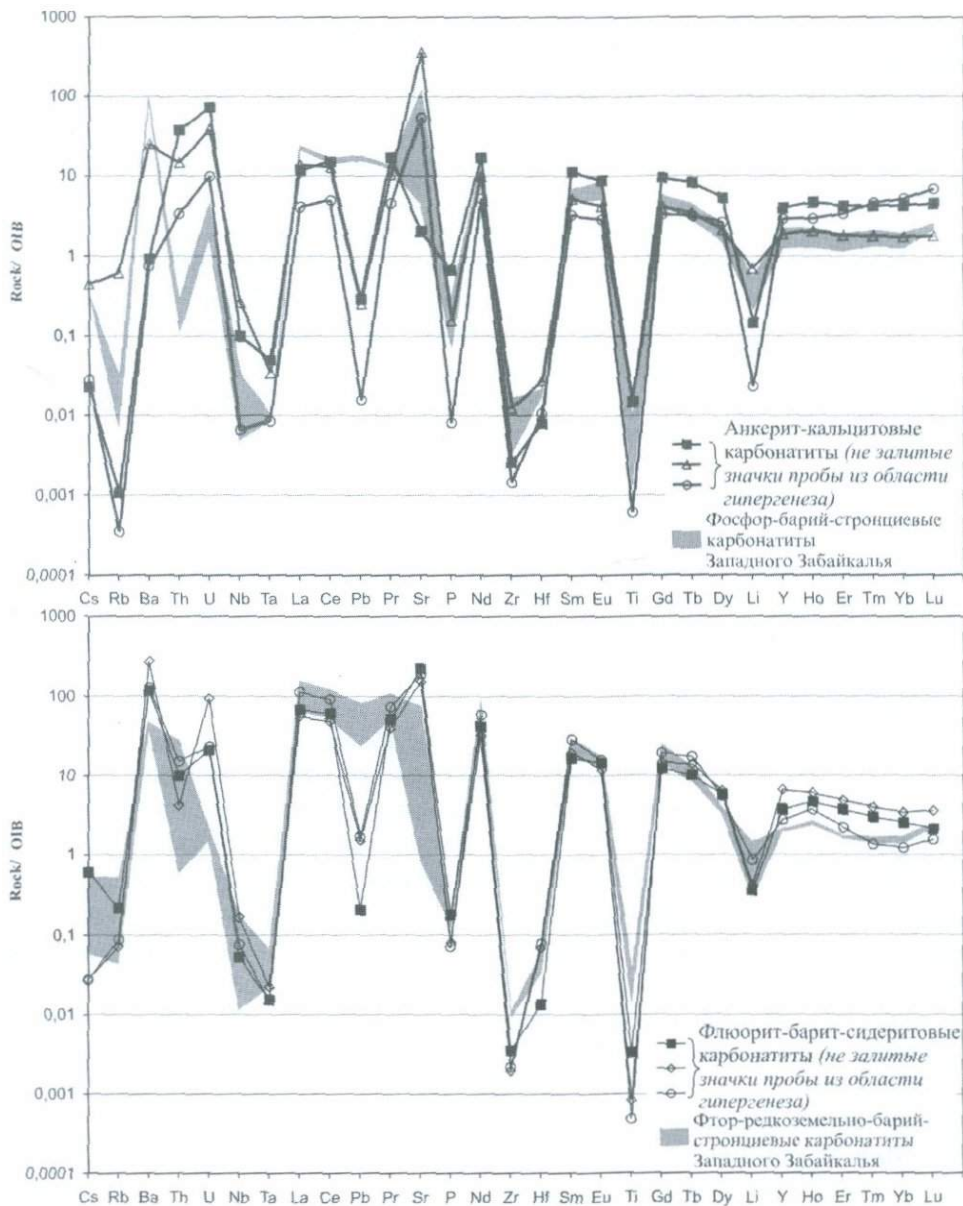 1000
100
10
1
0,1
0,01
0,001
0,0001
Rock/ OIB
Анкерит-кальцитовые
карбонатиты (не залитые
значки пробы из области
гипергенеза)
Фосфор-барий-стронциевые
карбонатиты
Западного Забайкалья
Cs Rb Ba Th U Nb Ta La Ce Pb Pr Sr P Nd Zr Hf Sm Eu Ti Gd Tb Dy Li Y Ho Er Tm Yb Lu
1000
100
10
1
0,1
0,01
0,001
0,0001
Rock/ OIB
Флюорит-барит-сидеритовые
карбонатиты (не залитые
значки пробы из области
гипергенеза)
Фтор-редкоземельно-барий-
стронциевые карбонатиты
Западного Забайкалья
Cs Rb Ba Th U Nb Ta La Ce Pb Pr Sr P Nd Zr Hf Sm Eu Ti Gd Tb Dy Li Y Ho Er Tm Yb Lu